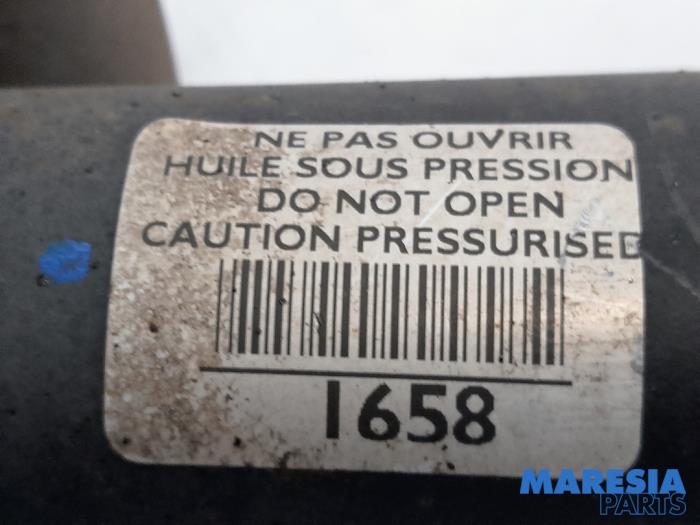 NE PAS OUVRIR
HUILE SOUS PRESSION
DO NOT OPEN
CAUTION PRESSURISED
1658
MARESIA
PARTS